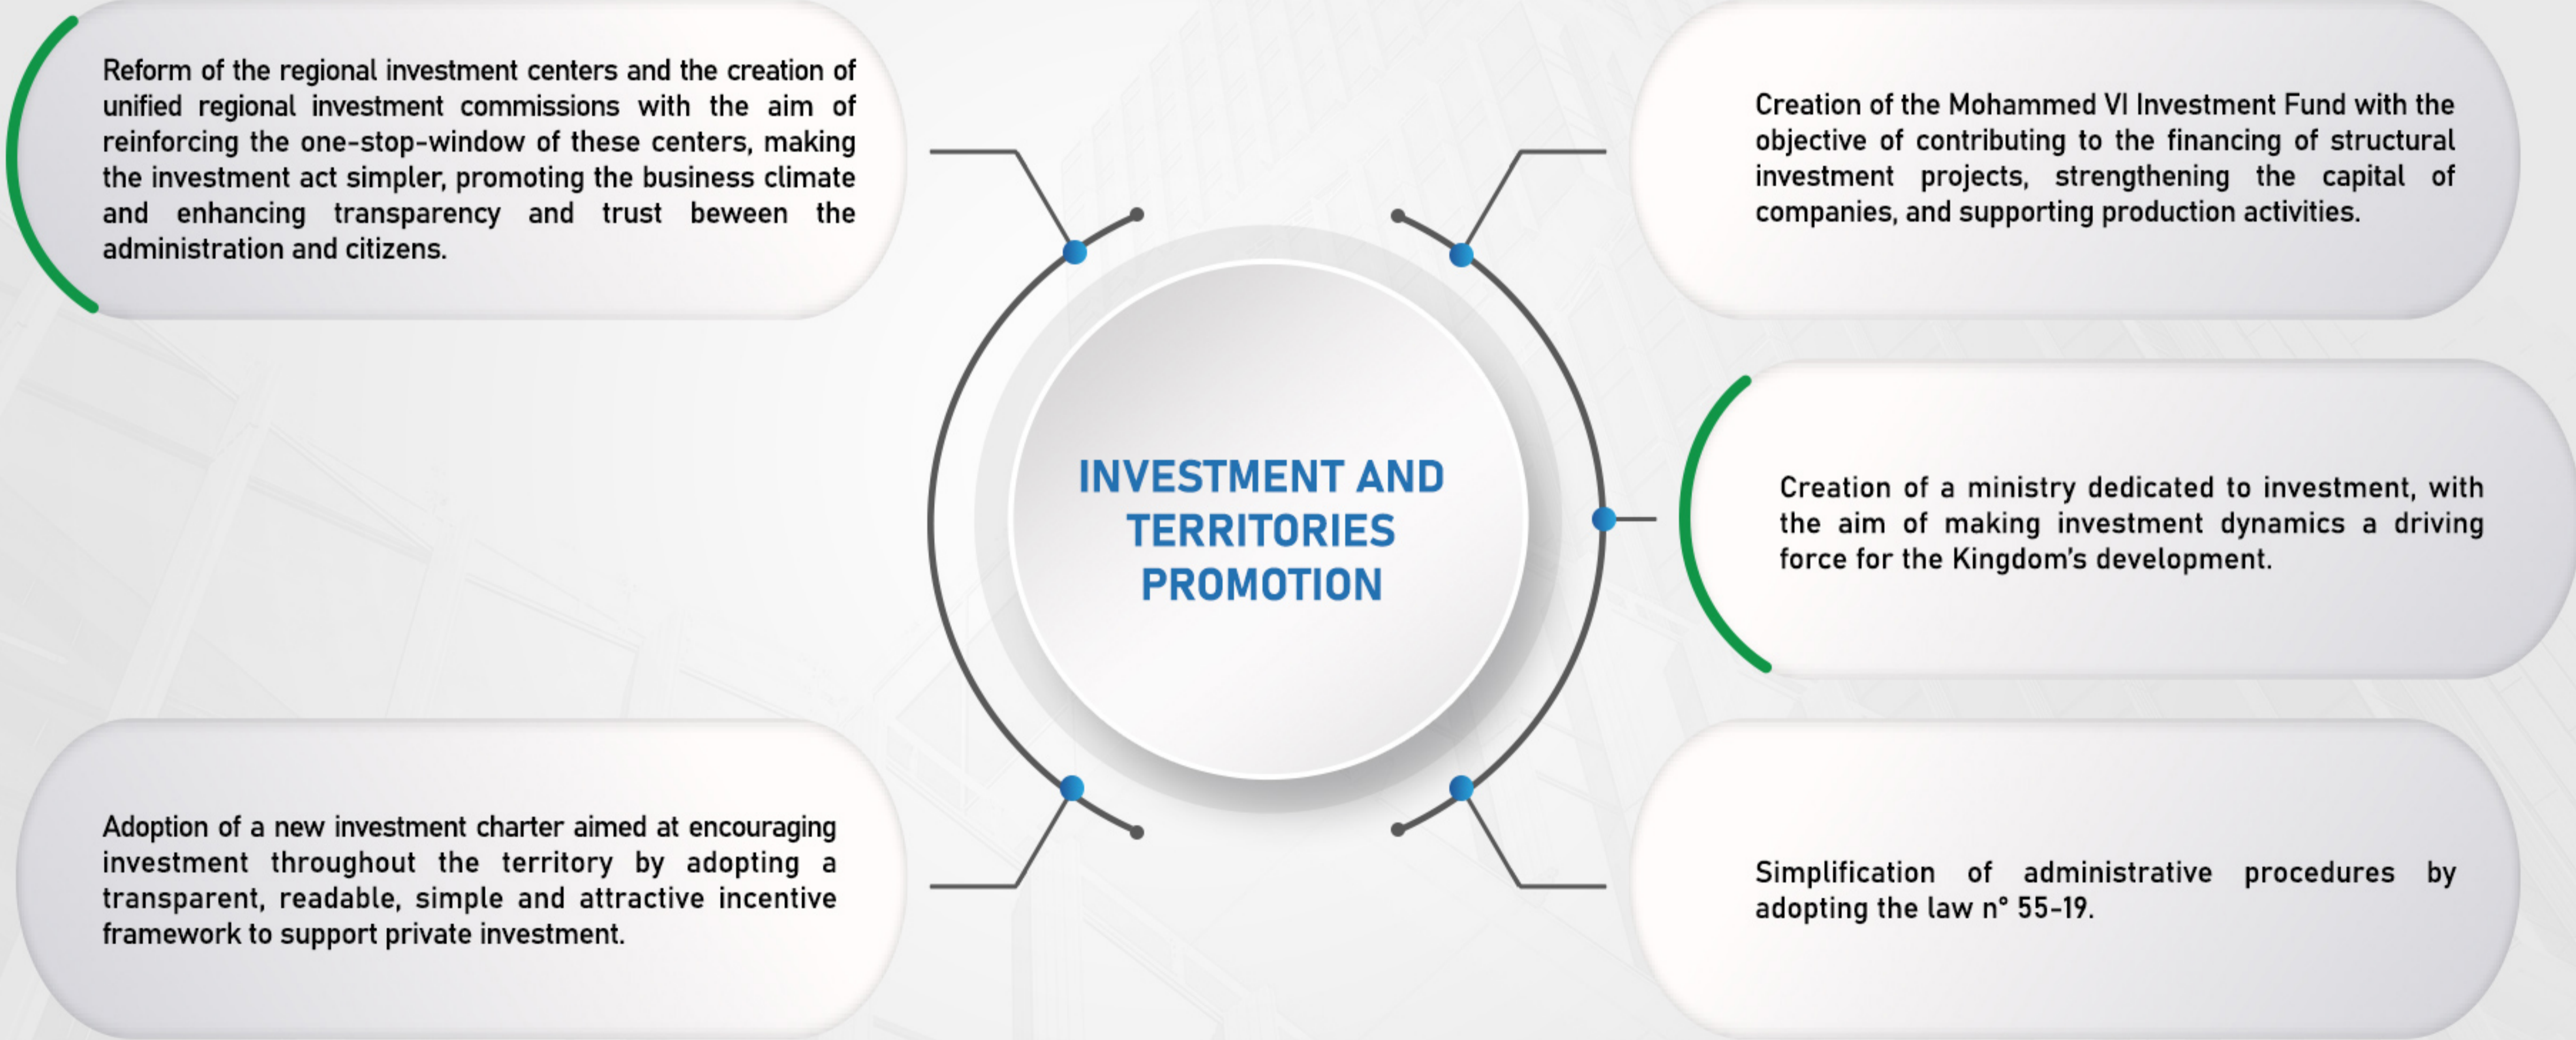 Reform of the regional investment centers and the creation of
unified regional investment commissions with the aim of
reinforcing the one-stop-window of these centers, making
the investment act simpler, promoting the business climate
and enhancing transparency and trust beween the
administration and citizens.
Adoption of a new investment charter aimed at encouraging
investment throughout the territory by adopting a
transparent, readable, simple and attractive incentive
framework to support private investment.
INVESTMENT AND
TERRITORIES
PROMOTION
Creation of the Mohammed VI Investment Fund with the
objective of contributing to the financing of structural
investment projects, strengthening the capital of
companies, and supporting production activities.
Creation of a ministry dedicated to investment, with
the aim of making investment dynamics a driving
force for the Kingdom's development.
Simplification of administrative procedures by
adopting the law n° 55-19.